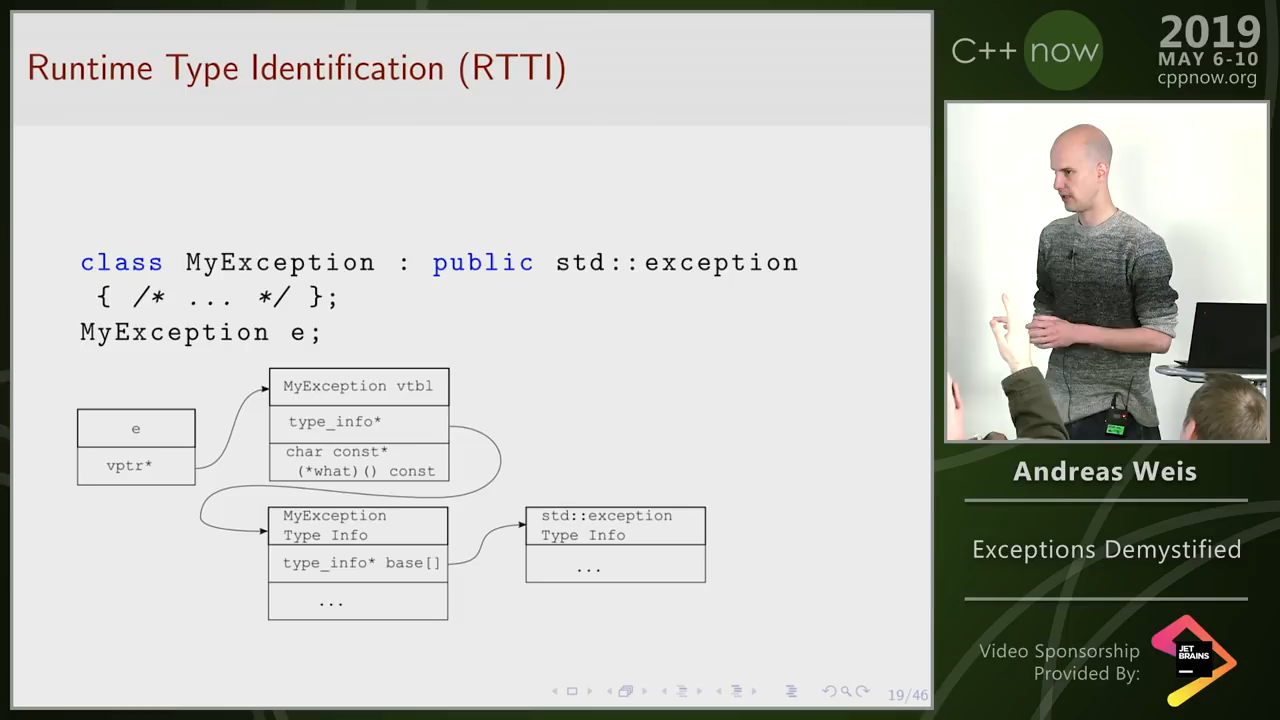 Runtime Type Identification (RTTI)
class MyException : public std::exception
{ /* ... */ };
MyException e;
e
vptr*
MyException vtbl
type_info*
char const*
(*what)() const
MyException
Type Info
type_info* base[]
...
std::exception
Type Info
...
19/46
C++ now
2019
MAY 6-10
cppnow.org
Andreas Weis
Exceptions Demystified
Video Sponsorship
Provided By:
JET
BRAINS